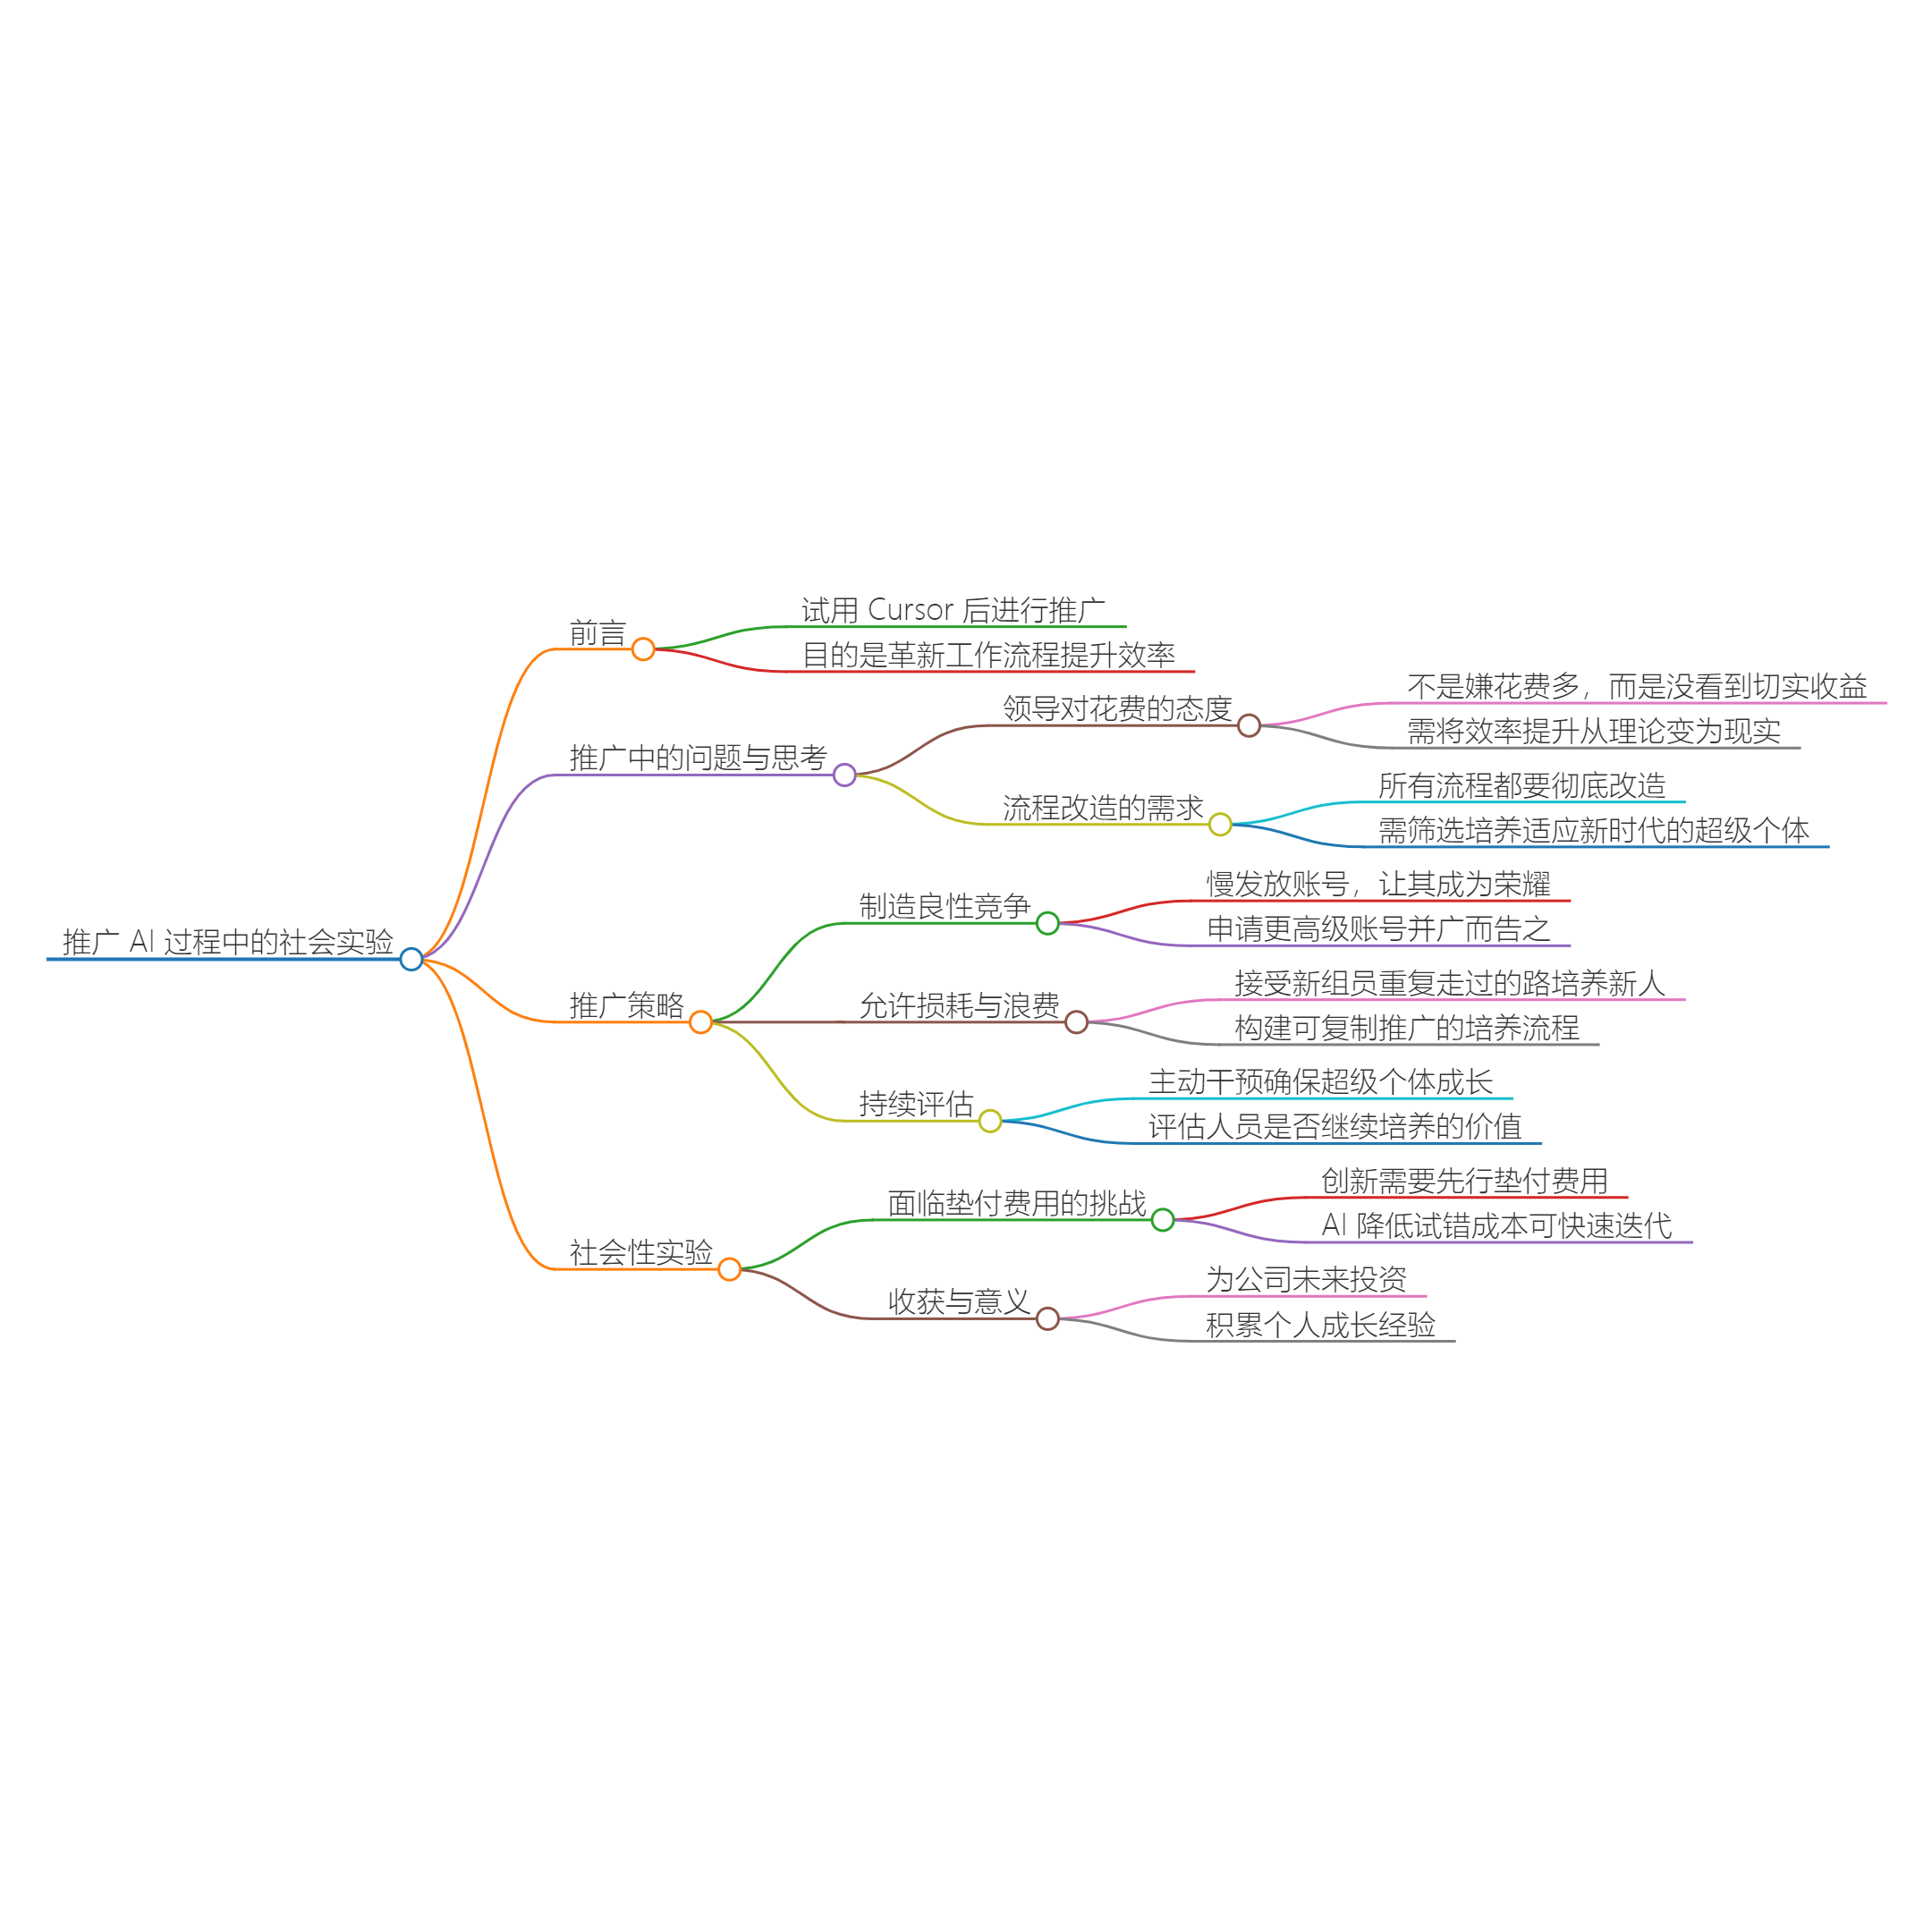 推广 AI 过程中的社会实验
前言
试用 Cursor 后进行推广
目的是革新工作流程提升效率
推广中的问题与思考
领导对花费的态度
不是嫌花费多，而是没看到切实收益
需将效率提升从理论变为现实
流程改造的需求
所有流程都要彻底改造
需筛选培养适应新时代的超级个体
推广策略
制造良性竞争
慢发放账号，让其成为荣耀
申请更高级账号并广而告之
允许损耗与浪费
接受新组员重复走过的路培养新人
构建可复制推广的培养流程
持续评估
主动干预确保超级个体成长
评估人员是否继续培养的价值
社会性实验
面临垫付费用的挑战
创新需要先行垫付费用
AI 降低试错成本可快速迭代
收获与意义
为公司未来投资
积累个人成长经验